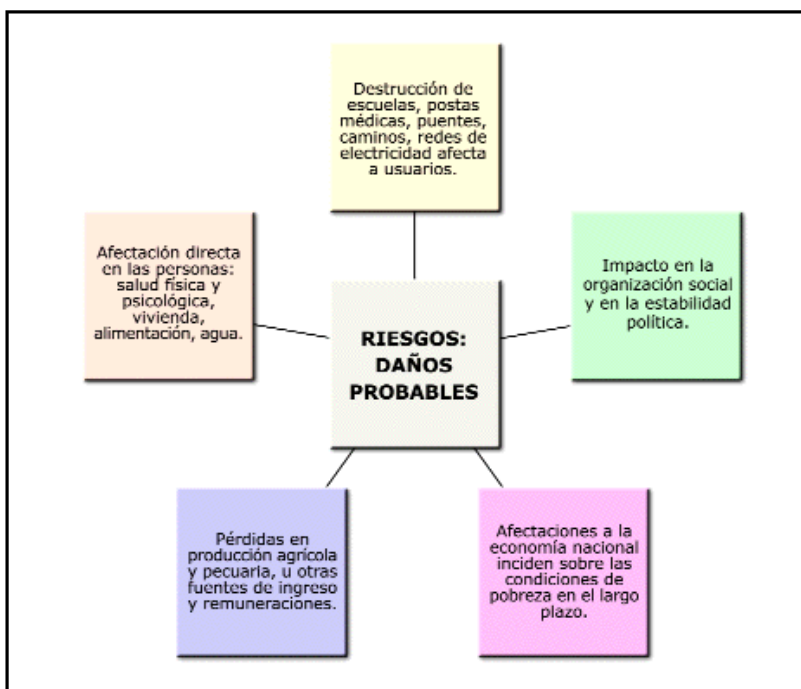 Destrucción de
escuelas, postas
médicas, puentes,
caminos, redes de
electricidad afecta
a usuarios.
Afectación directa
en las personas:
salud física y
psicológica,
vivienda,
alimentación, agua.
Impacto en la
organización social
y en la estabilidad
política.
RIESGOS:
DAÑOS
PROBABLES
Pérdidas en
producción agrícola
y pecuaria, u otras
fuentes de ingreso
y remuneraciones.
Afectaciones a la
economía nacional
inciden sobre las
condiciones de
pobreza en el largo
plazo.